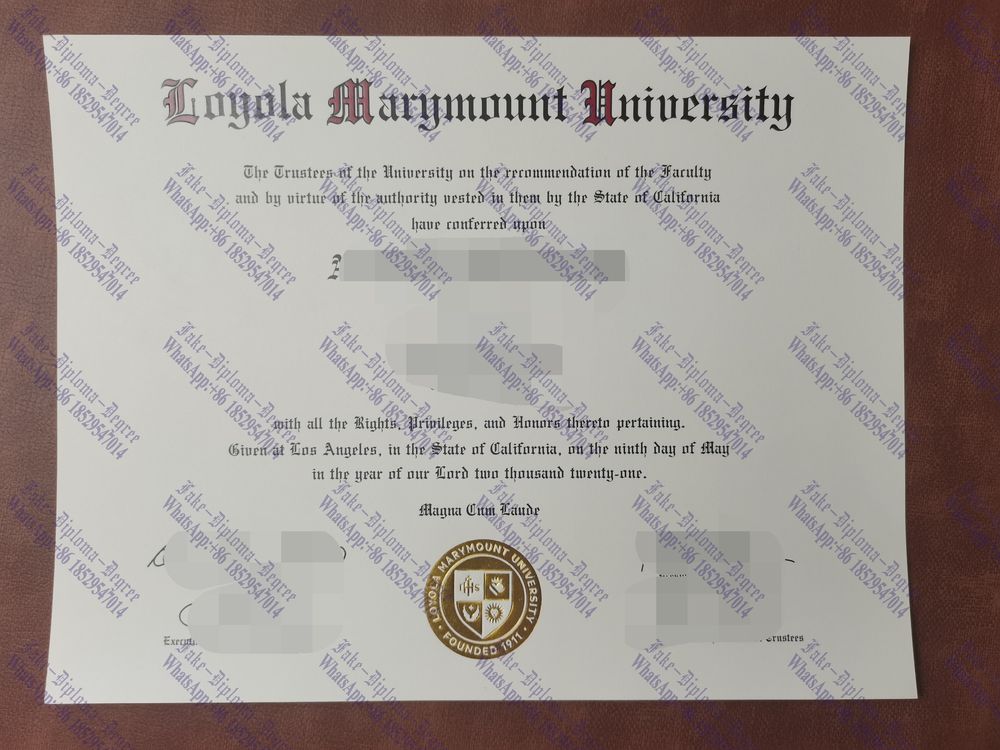 Loyola Marymount University
The Trustees of the University on the recommendation of the Faculty
and by virtue of the authority vested in them by the State of California
have conferred upon
with all the Rights, Privileges, and Honors thereto pertaining.
Given at Los Angeles, in the State of California, on the ninth day of May
in the year of our Lord two thousand twenty-one.
Magna Cum Laude
LOYOLA MARYMOUNT UNIVERSITY
IHS
· FOUNDED 1911 ·
Fake-Diploma-Degree
WhatsApp:+86 18529547014